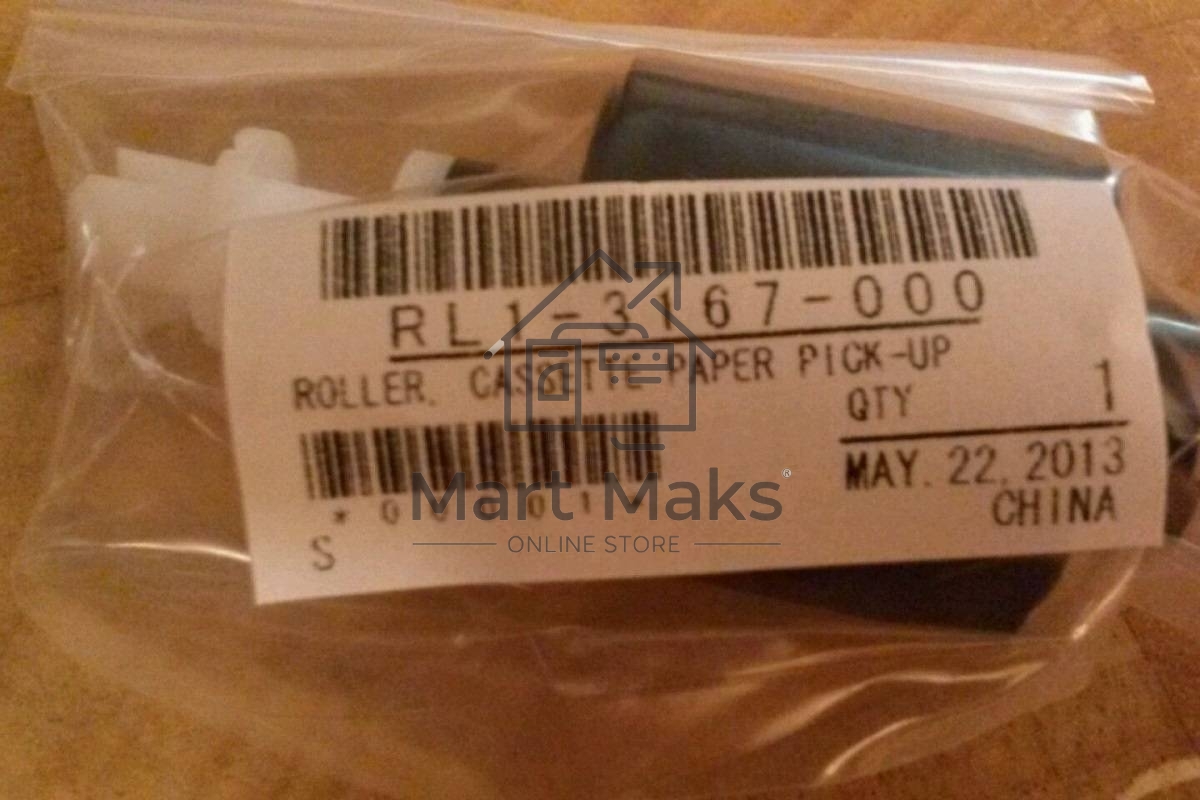 RL1-3167-000
ROLLER, CASSETTE PAPER PICK-UP
QTY 1
MAY. 22, 2013
CHINA
S
Mart Maks®
ONLINE STORE